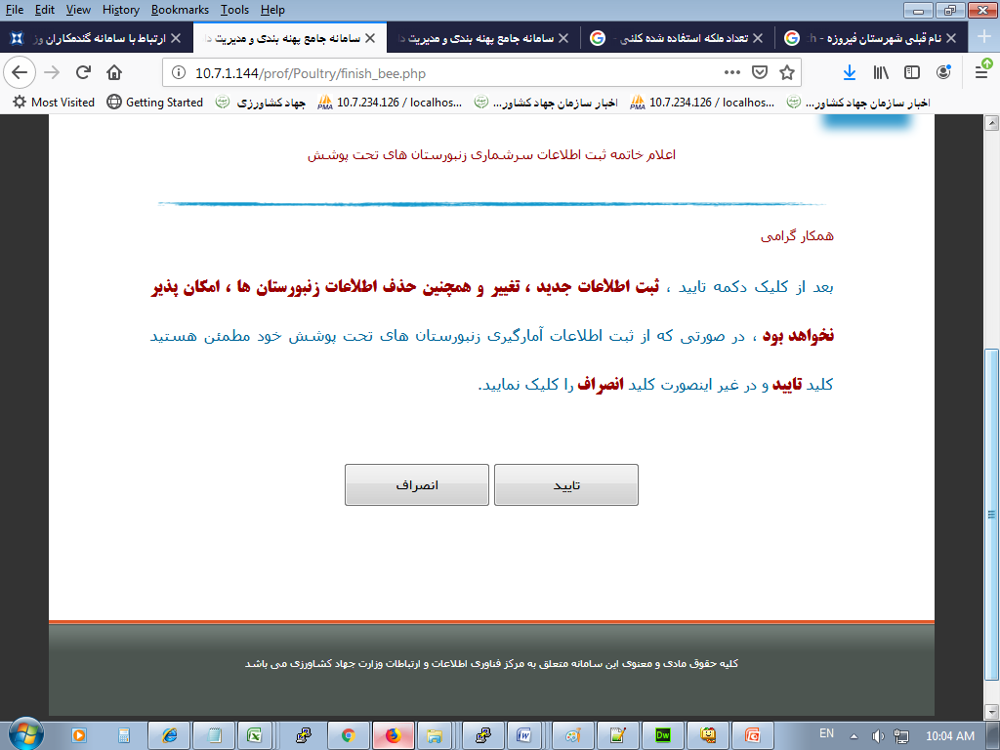 File Edit View History Bookmarks Tools Help
ارتباط با سامانه گندمکاران وز
سامانه جامع پهنه بندی و مدیریت دا
سامانه جامع پهنه بندی و مدیریت دا
تعداد ملکه استفاده شده کلنی -
نام قبلی شهرستان فیروزه - h
10.7.1.144/prof/Poultry/finish_bee.php
Most Visited
Getting Started
جهاد کشاورزی
10.7.234.126 / localhos...
اخبار سازمان جهاد کشاور...
10.7.234.126 / localhos...
اخبار سازمان جهاد کشاور...
اعلام خاتمه ثبت اطلاعات سرشماری زنبورستان های تحت پوشش
همکار گرامی
بعد از کلیک دکمه تایید ، ثبت اطلاعات جدید ، تغییر و همچنین حذف اطلاعات زنبورستان ها ، امکان پذیر
نخواهد بود ، در صورتی که از ثبت اطلاعات آمارگیری زنبورستان های تحت پوشش خود مطمئن هستید
کلید تایید و در غیر اینصورت کلید انصراف را کلیک نمایید.
تایید
انصراف
کلیه حقوق مادی و معنوی این سامانه متعلق به مرکز فناوری اطلاعات و ارتباطات وزارت جهاد کشاورزی می باشد
EN
10:04 AM